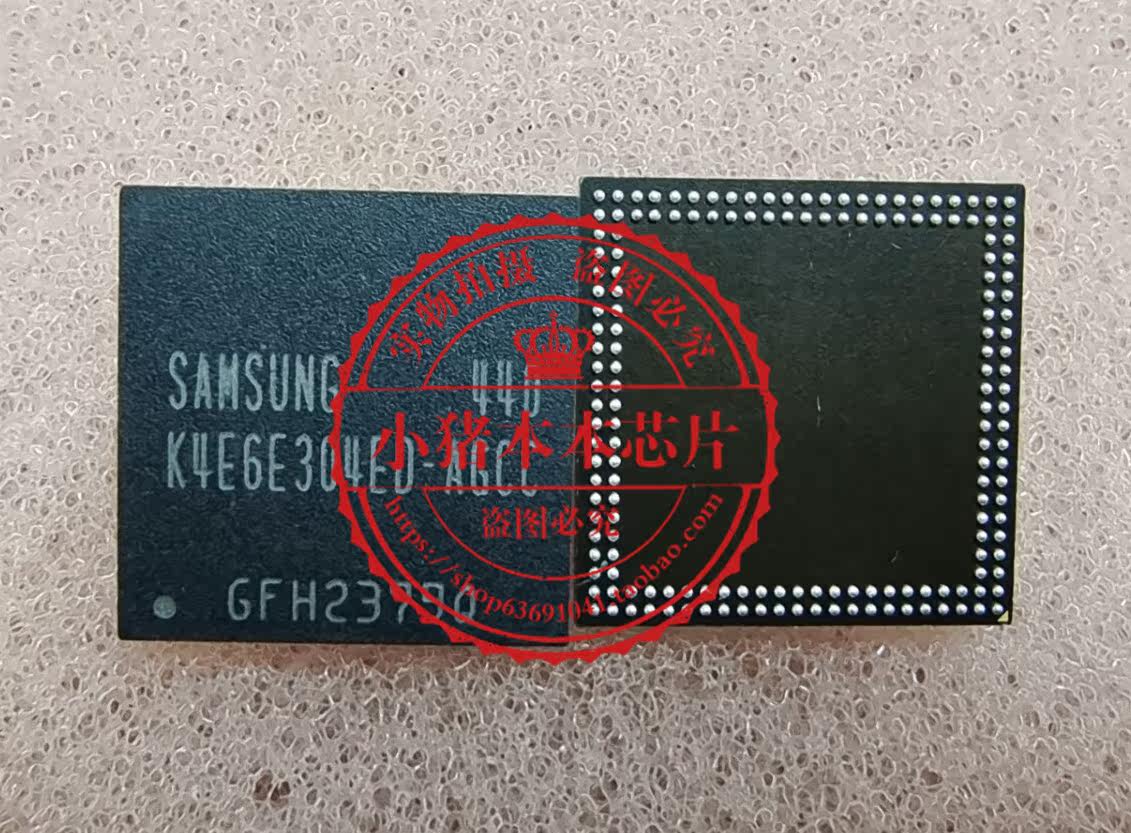 实物拍摄 盗图必究
SAMSUNG 440
小猪本本芯片
K4E6E304ED-AGCC
盗图必究
https://shop63691041.taobao.com